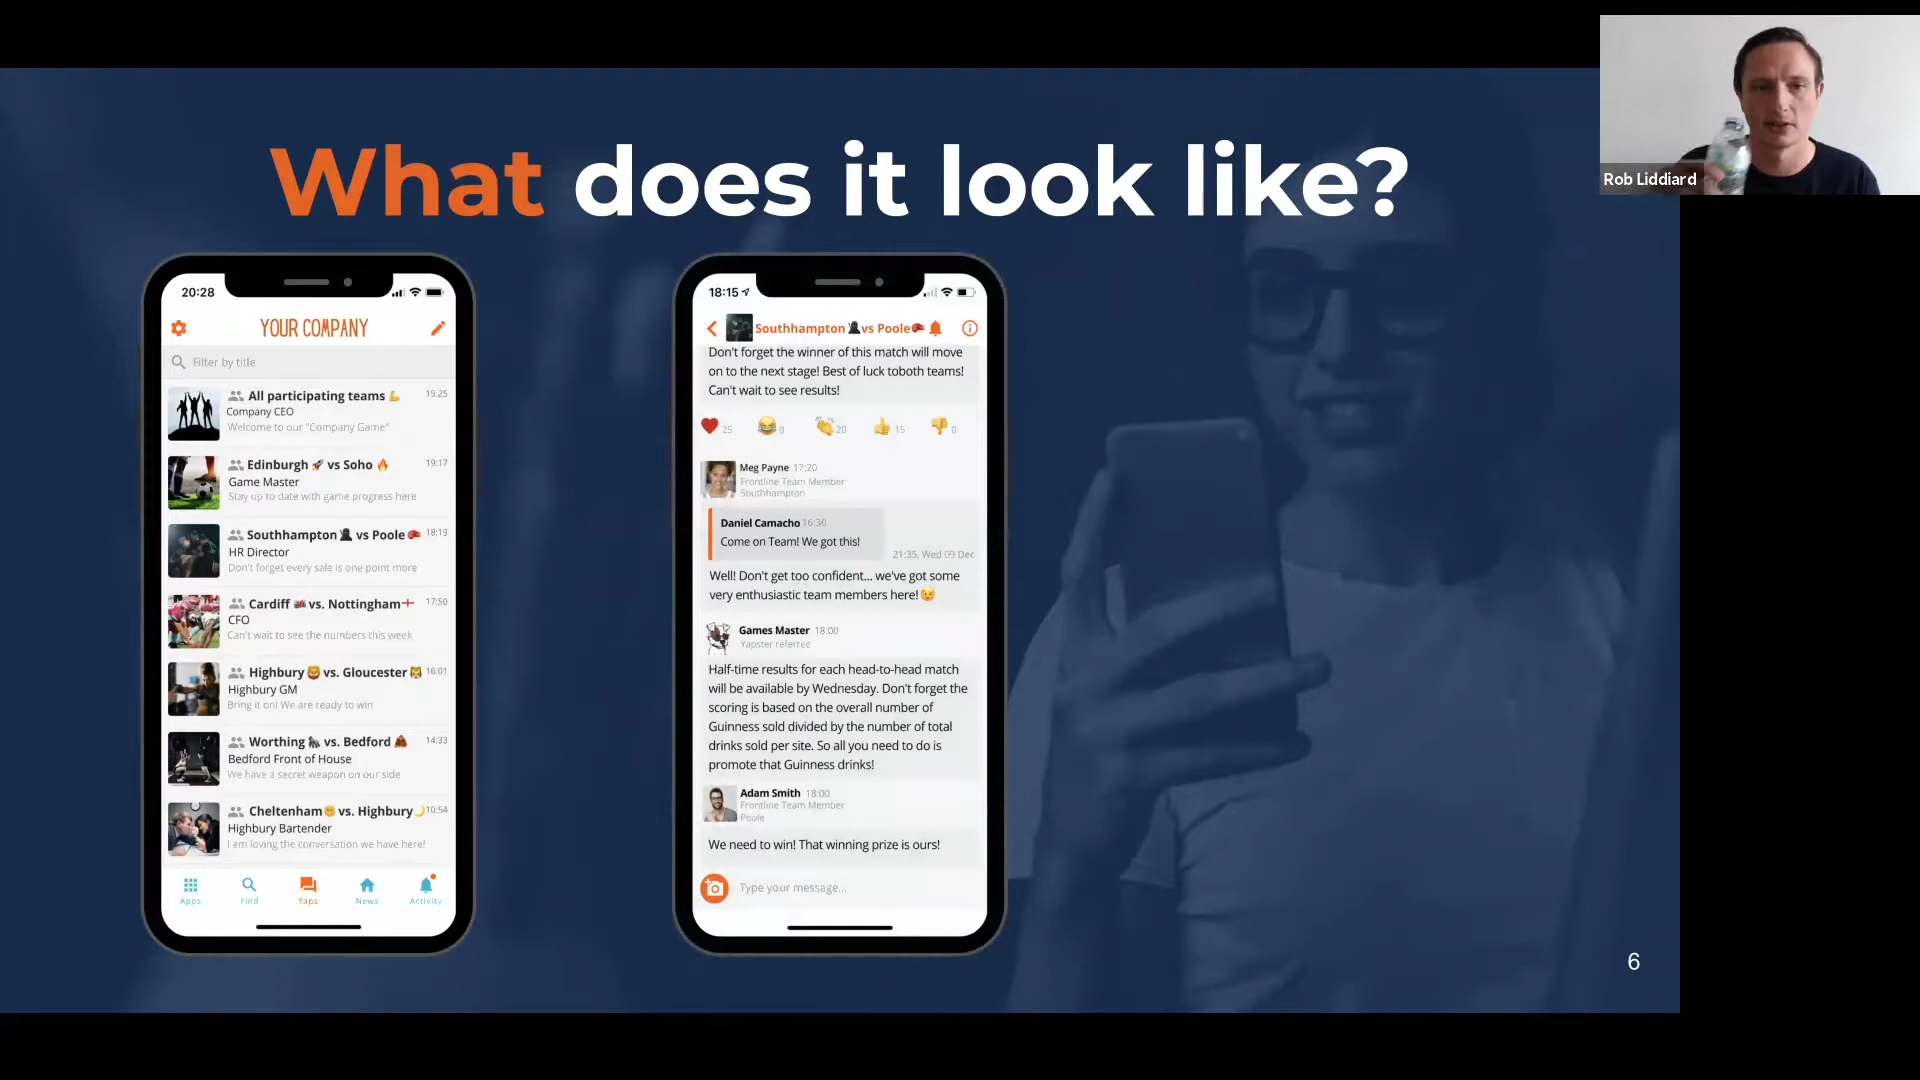 Rob Liddiard
What does it look like?
20:28
YOUR COMPANY
Filter by title
All participating teams 💪 19:25
Company CEO
Welcome to our "Company Game"
Edinburgh 🚀 vs Soho 🔥 19:17
Game Master
Stay up to date with game progress here
Southhampton vs Poole 18:19
HR Director
Don't forget every sale is one point more
Cardiff vs. Nottingham 17:50
CFO
Can't wait to see the numbers this week
Highbury 🦁 vs. Gloucester 🐯 16:01
Highbury GM
Bring it on! We are ready to win
Worthing vs. Bedford 14:33
Bedford Front of House
We have a secret weapon on our side
Cheltenham vs. Highbury 🌙 10:54
Highbury Bartender
I am loving the conversation we have here!
Apps Find Yaps News Activity
18:15
Southhampton vs Poole
Don't forget the winner of this match will move
on to the next stage! Best of luck toboth teams!
Can't wait to see results!
❤️ 25 😂 0 👏 20 👍 15 👎 0
Meg Payne 17:20
Frontline Team Member
Southhampton
Daniel Camacho 16:30
Come on Team! We got this!
21:35, Wed 09 Dec
Well! Don't get too confident... we've got some
very enthusiastic team members here! 😉
Games Master 18:00
Yapster referree
Half-time results for each head-to-head match
will be available by Wednesday. Don't forget the
scoring is based on the overall number of
Guinness sold divided by the number of total
drinks sold per site. So all you need to do is
promote that Guinness drinks!
Adam Smith 18:00
Frontline Team Member
Poole
We need to win! That winning prize is ours!
Type your message...
6